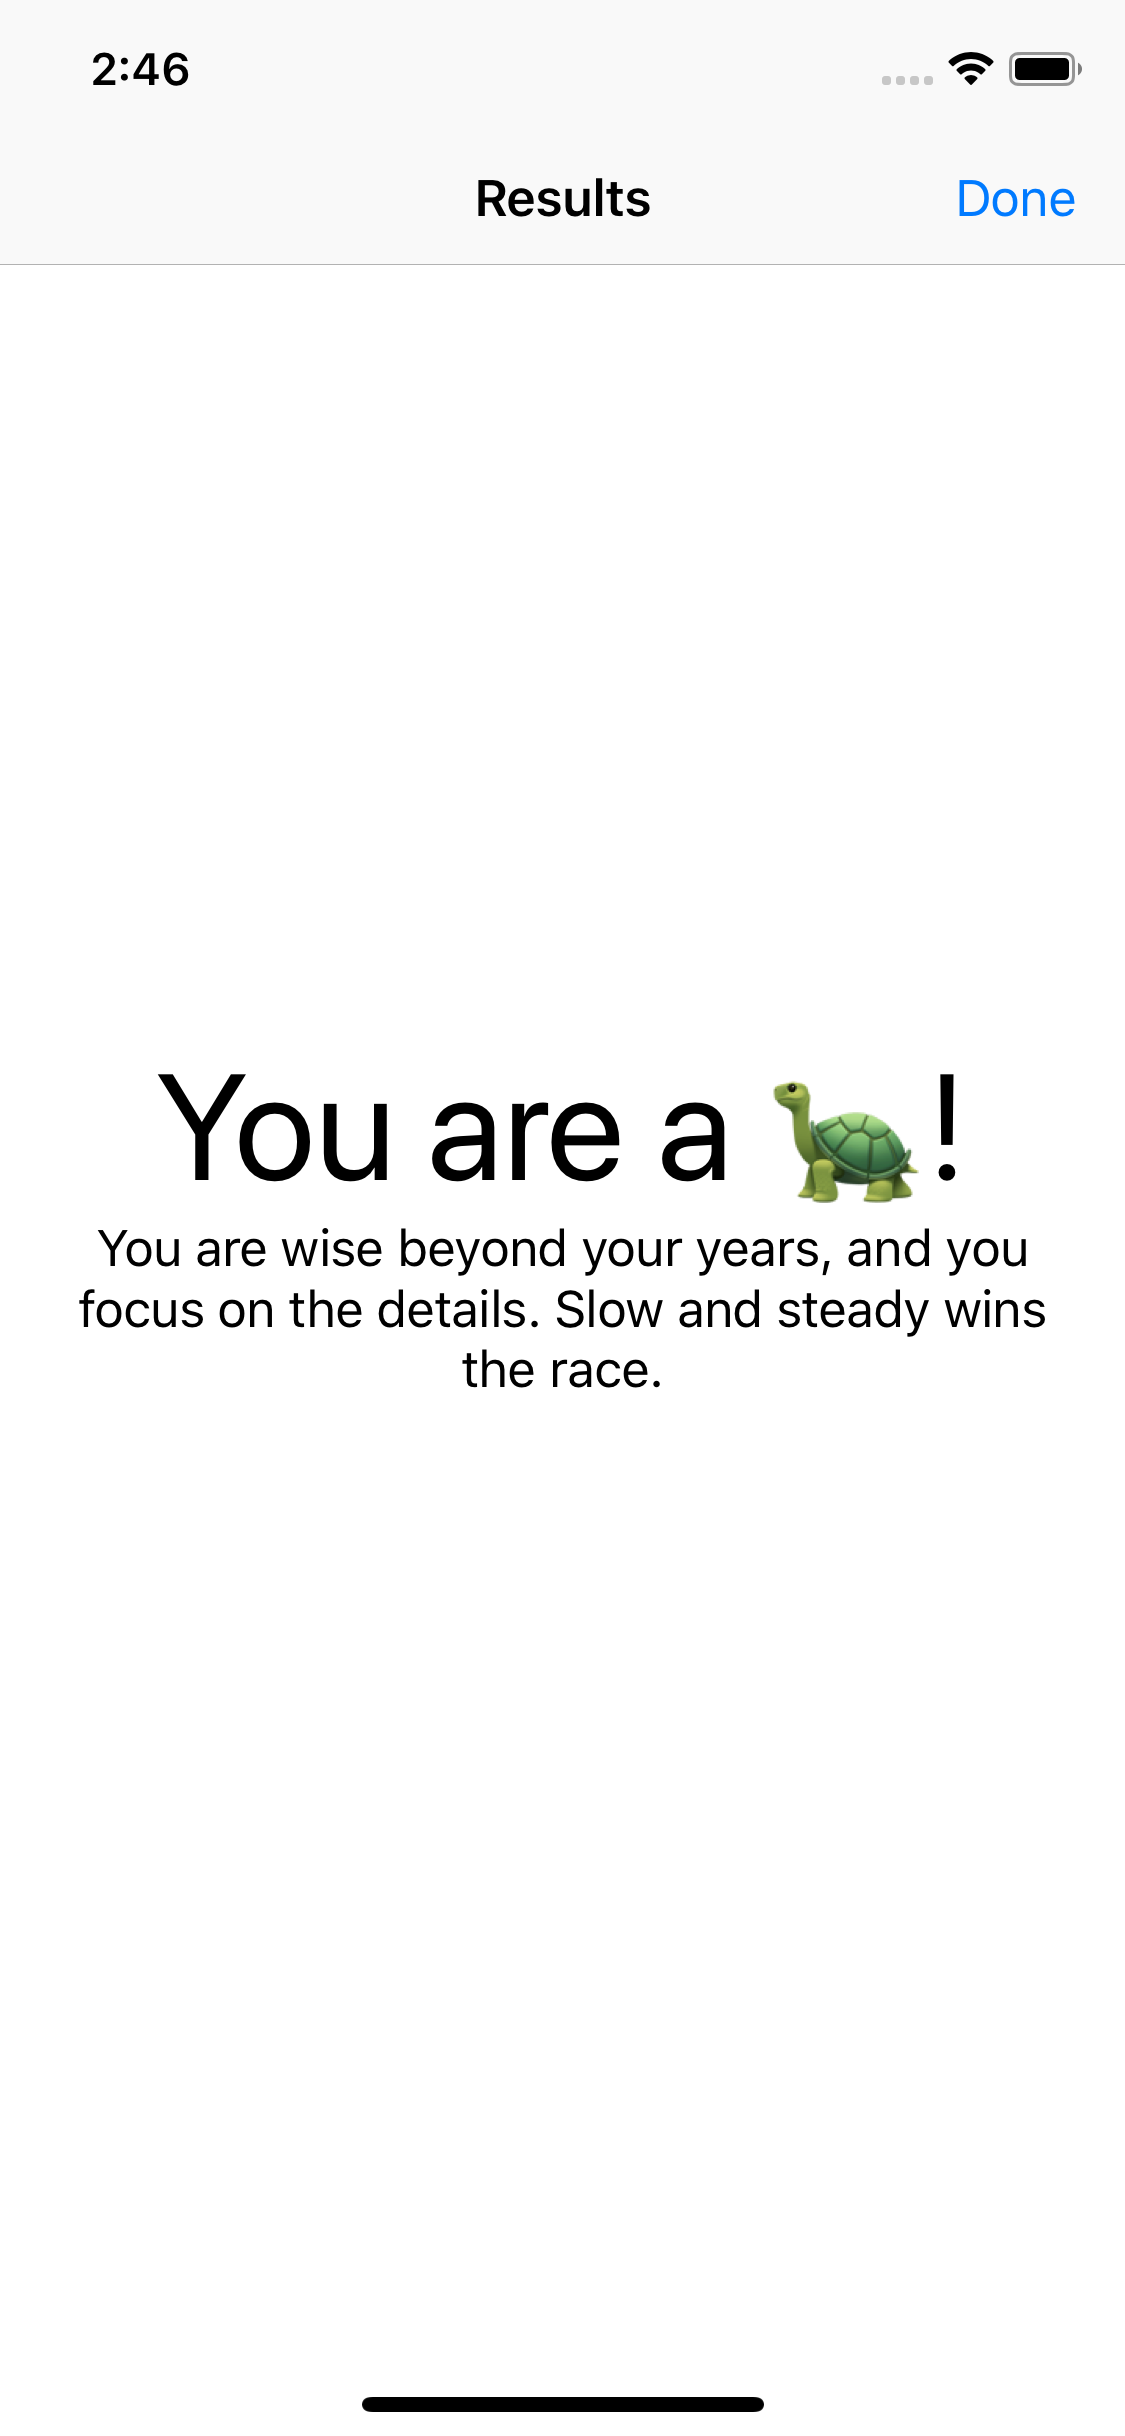 2:46
Results
Done
You are a 🐢!
You are wise beyond your years, and you
focus on the details. Slow and steady wins
the race.